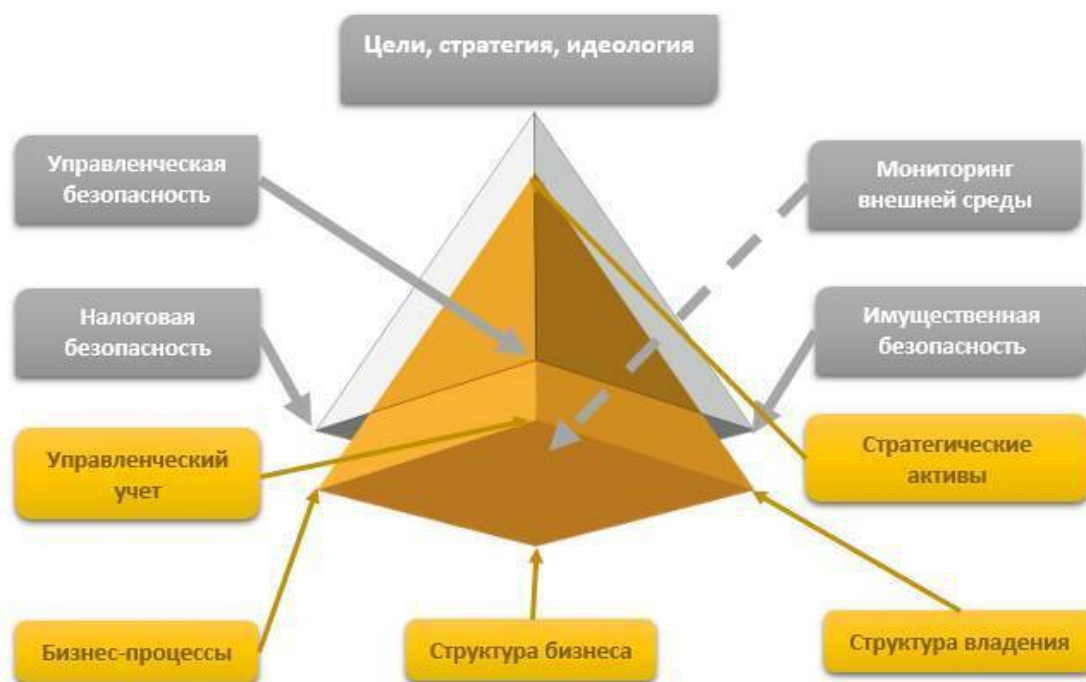 Цели, стратегия, идеология
Управленческая
безопасность
Мониторинг
внешней среды
Налоговая
безопасность
Имущественная
безопасность
Управленческий
учет
Стратегические
активы
Бизнес-процессы
Структура бизнеса
Структура владения